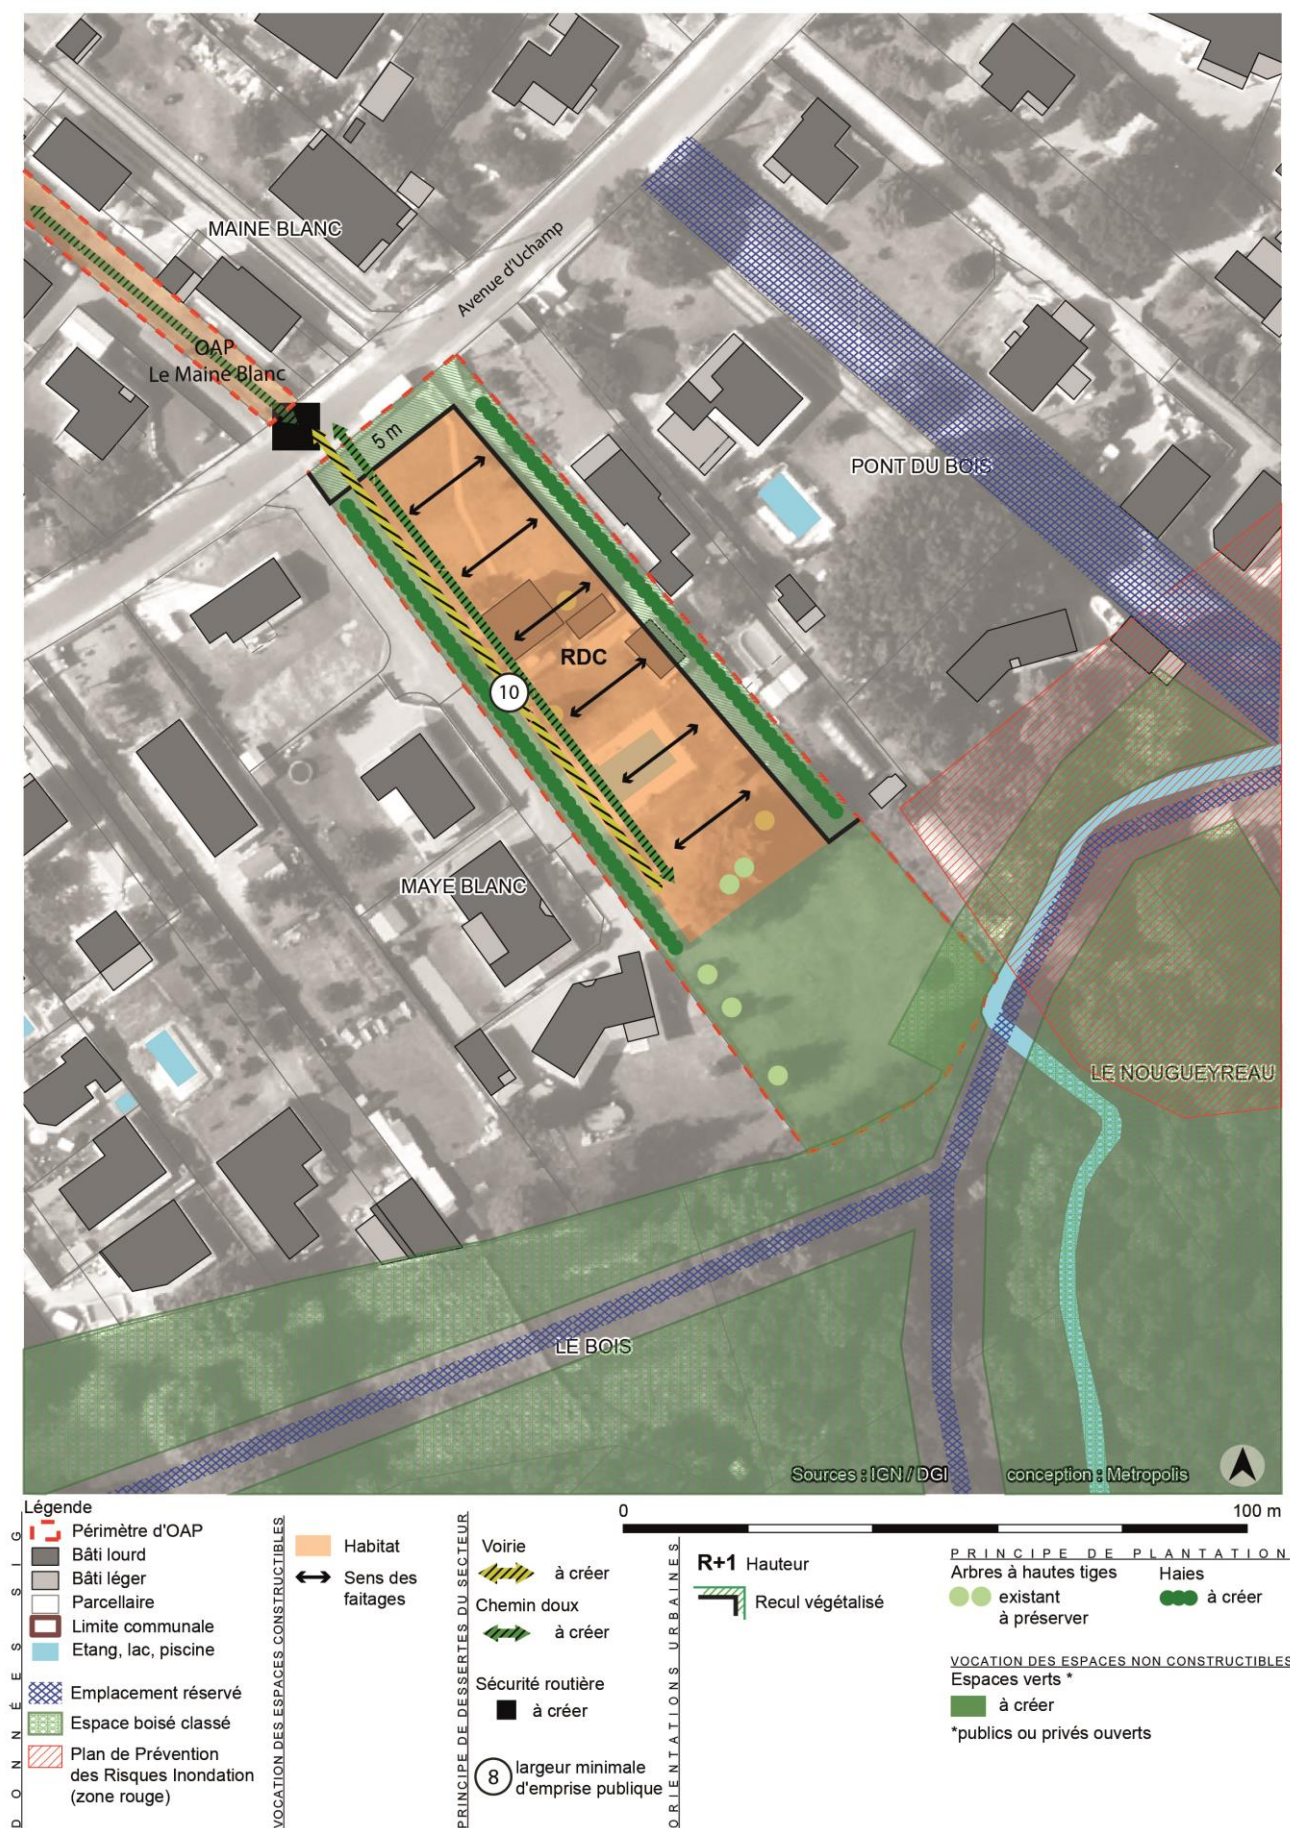 MAINE BLANC
Avenue d'Uchamp
OAP
Le Maine Blanc
5 m
PONT DU BOIS
RDC
10
MAYE BLANC
LE NOUGUEYREAU
LE BOIS
Sources : IGN / DGI
conception : Metropolis
Légende
DONNÉES SIG
Périmètre d'OAP
Bâti lourd
Bâti léger
Parcellaire
Limite communale
Etang, lac, piscine
Emplacement réservé
Espace boisé classé
Plan de Prévention
des Risques Inondation
(zone rouge)
VOCATION DES ESPACES CONSTRUCTIBLES
Habitat
Sens des
faitages
PRINCIPE DE DESSERTES DU SECTEUR
Voirie
à créer
Chemin doux
à créer
Sécurité routière
à créer
8
largeur minimale
d'emprise publique
0
100 m
ORIENTATIONS URBAINES
R+1 Hauteur
Recul végétalisé
PRINCIPE DE PLANTATION
Arbres à hautes tiges
existant
à préserver
Haies
à créer
VOCATION DES ESPACES NON CONSTRUCTIBLES
Espaces verts *
à créer
*publics ou privés ouverts